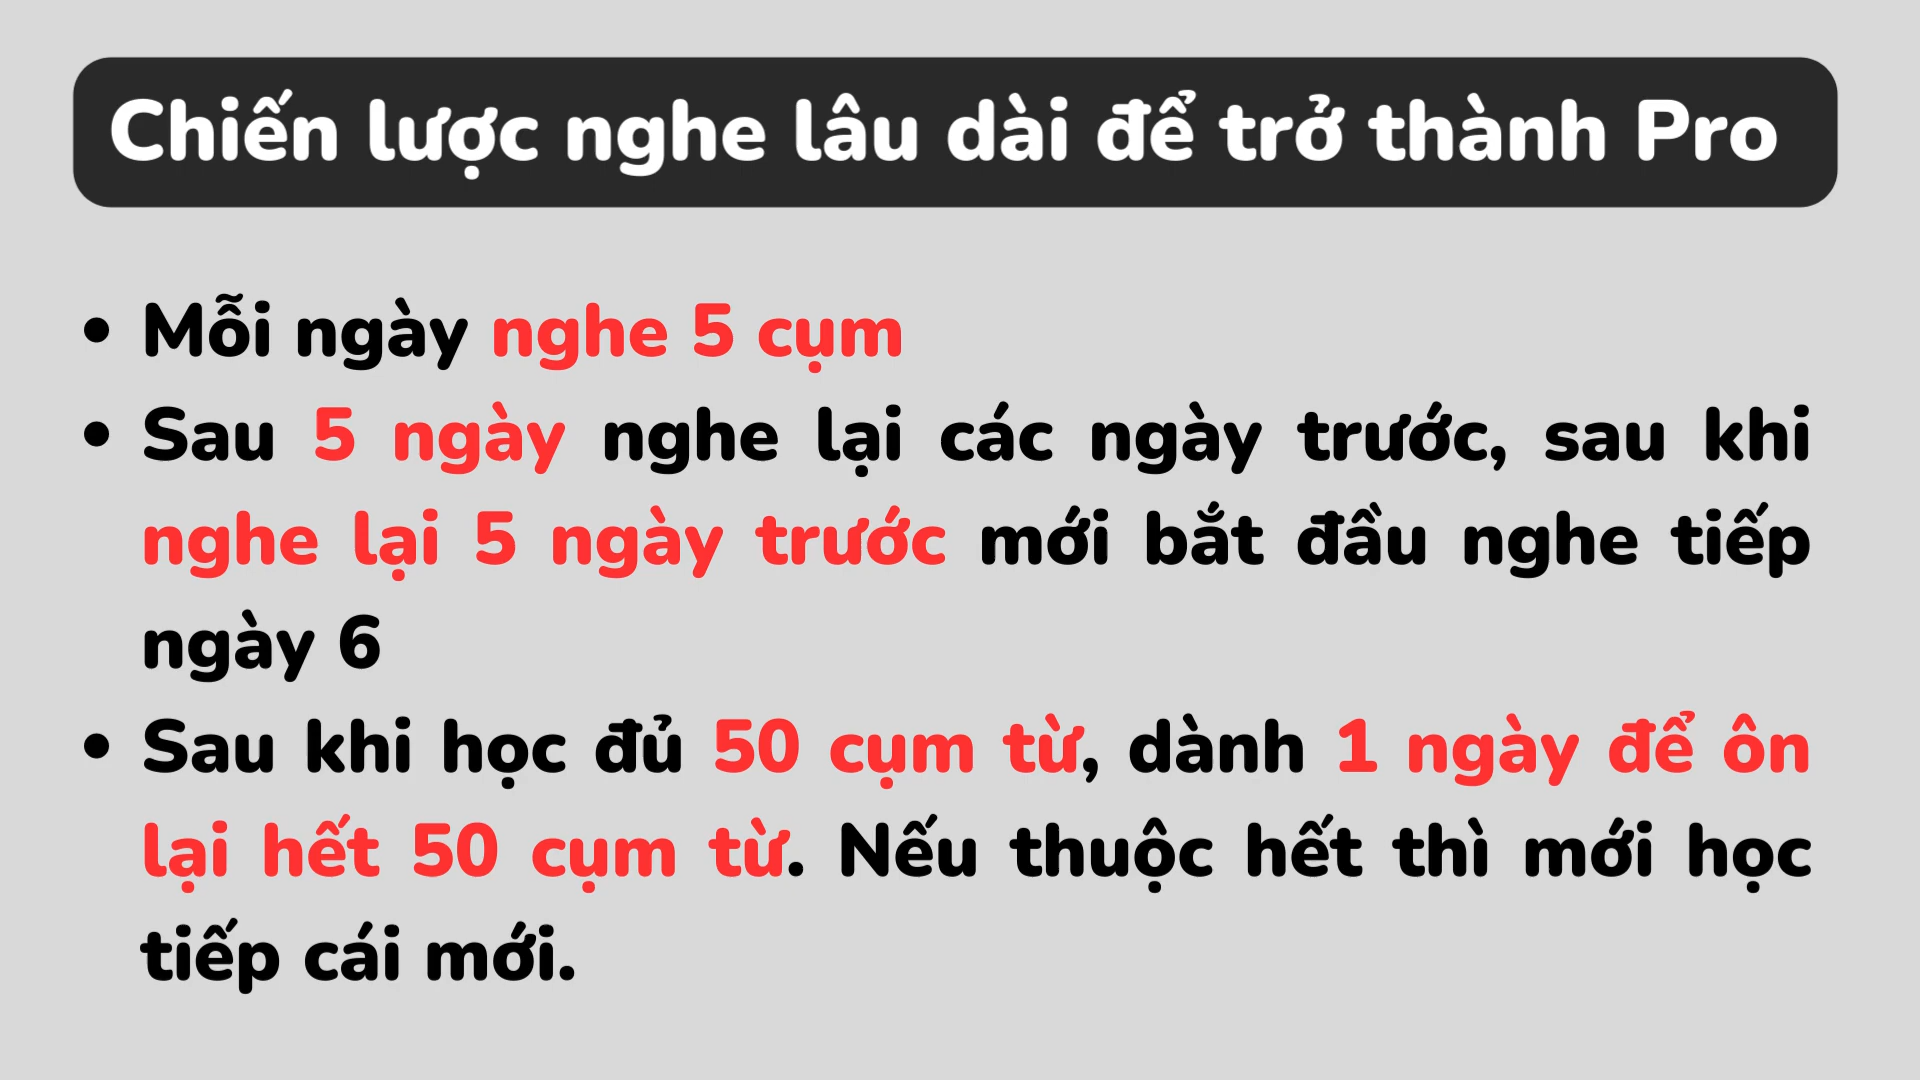 Chiến lược nghe lâu dài để trở thành Pro
• Mỗi ngày nghe 5 cụm
• Sau 5 ngày nghe lại các ngày trước, sau khi
nghe lại 5 ngày trước mới bắt đầu nghe tiếp
ngày 6
• Sau khi học đủ 50 cụm từ, dành 1 ngày để ôn
lại hết 50 cụm từ. Nếu thuộc hết thì mới học
tiếp cái mới.